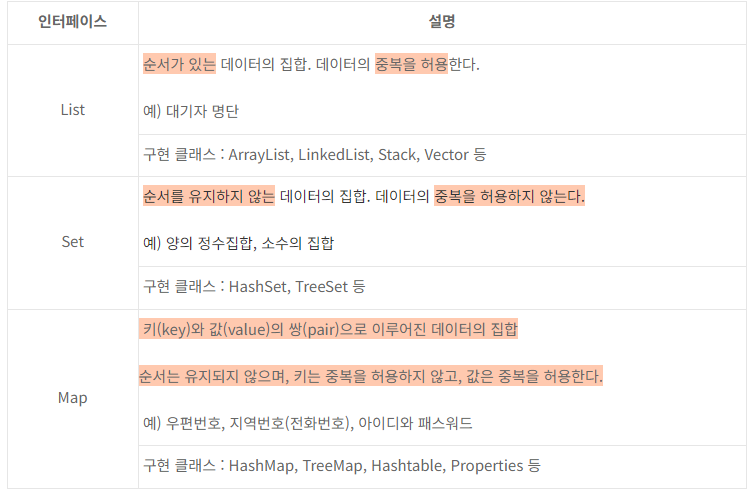 인터페이스 설명
순서가 있는 데이터의 집합. 데이터의 중복을 허용한다.
List
예) 대기자 명단
구현 클래스 : ArrayList, LinkedList, Stack, Vector 등
순서를 유지하지 않는 데이터의 집합. 데이터의 중복을 허용하지 않는다.
Set
예) 양의 정수집합, 소수의 집합
구현 클래스 : HashSet, TreeSet 등
키(key)와 값(value)의 쌍(pair)으로 이루어진 데이터의 집합
순서는 유지되지 않으며, 키는 중복을 허용하지 않고, 값은 중복을 허용한다.
Map
예) 우편번호, 지역번호(전화번호), 아이디와 패스워드
구현 클래스 : HashMap, TreeMap, Hashtable, Properties 등